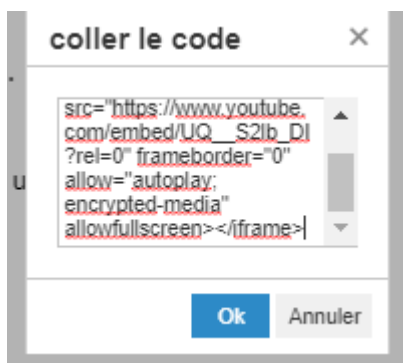 coller le code
src="https://www.youtube.
com/embed/UQ__S2lb_DI
?rel=0" frameborder="0"
allow="autoplay;
encrypted-media"
allowfullscreen></iframe>
u
Ok Annuler